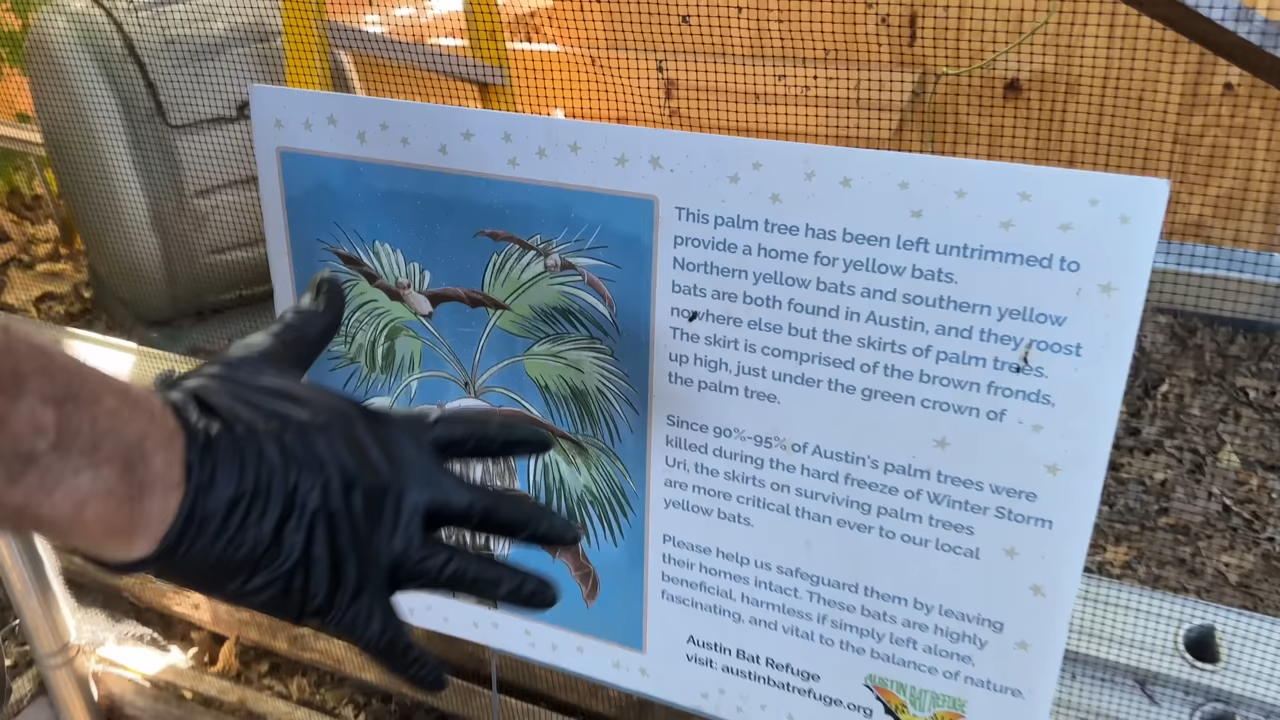 This palm tree has been left untrimmed to
provide a home for yellow bats.
Northern yellow bats and southern yellow
bats are both found in Austin, and they roost
nowhere else but the skirts of palm trees.
The skirt is comprised of the brown fronds,
up high, just under the green crown of
the palm tree.
Since 90%-95% of Austin's palm trees were
killed during the hard freeze of Winter Storm
Uri, the skirts on surviving palm trees
are more critical than ever to our local
yellow bats.
Please help us safeguard them by leaving
their homes intact. These bats are highly
beneficial, harmless if simply left alone,
fascinating, and vital to the balance of nature.
Austin Bat Refuge
visit: austinbatrefuge.org
AUSTIN BAT REFUGE